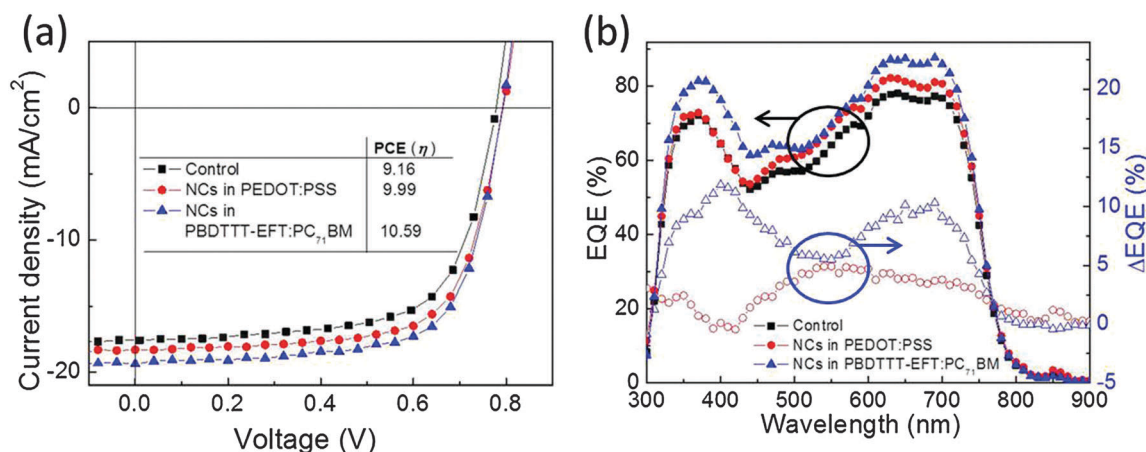 (a)
Current density (mA/cm²)
0
-10
-20
0.0 0.2 0.4 0.6 0.8
Voltage (V)
PCE (η)
Control 9.16
NCs in PEDOT:PSS 9.99
NCs in
PBDTTT-EFT:PC₇₁BM 10.59
(b)
EQE (%)
80
60
40
20
0
300 400 500 600 700 800 900
Wavelength (nm)
20
15
10
5
0
-5
ΔEQE (%)
Control
NCs in PEDOT:PSS
NCs in PBDTTT-EFT:PC₇₁BM